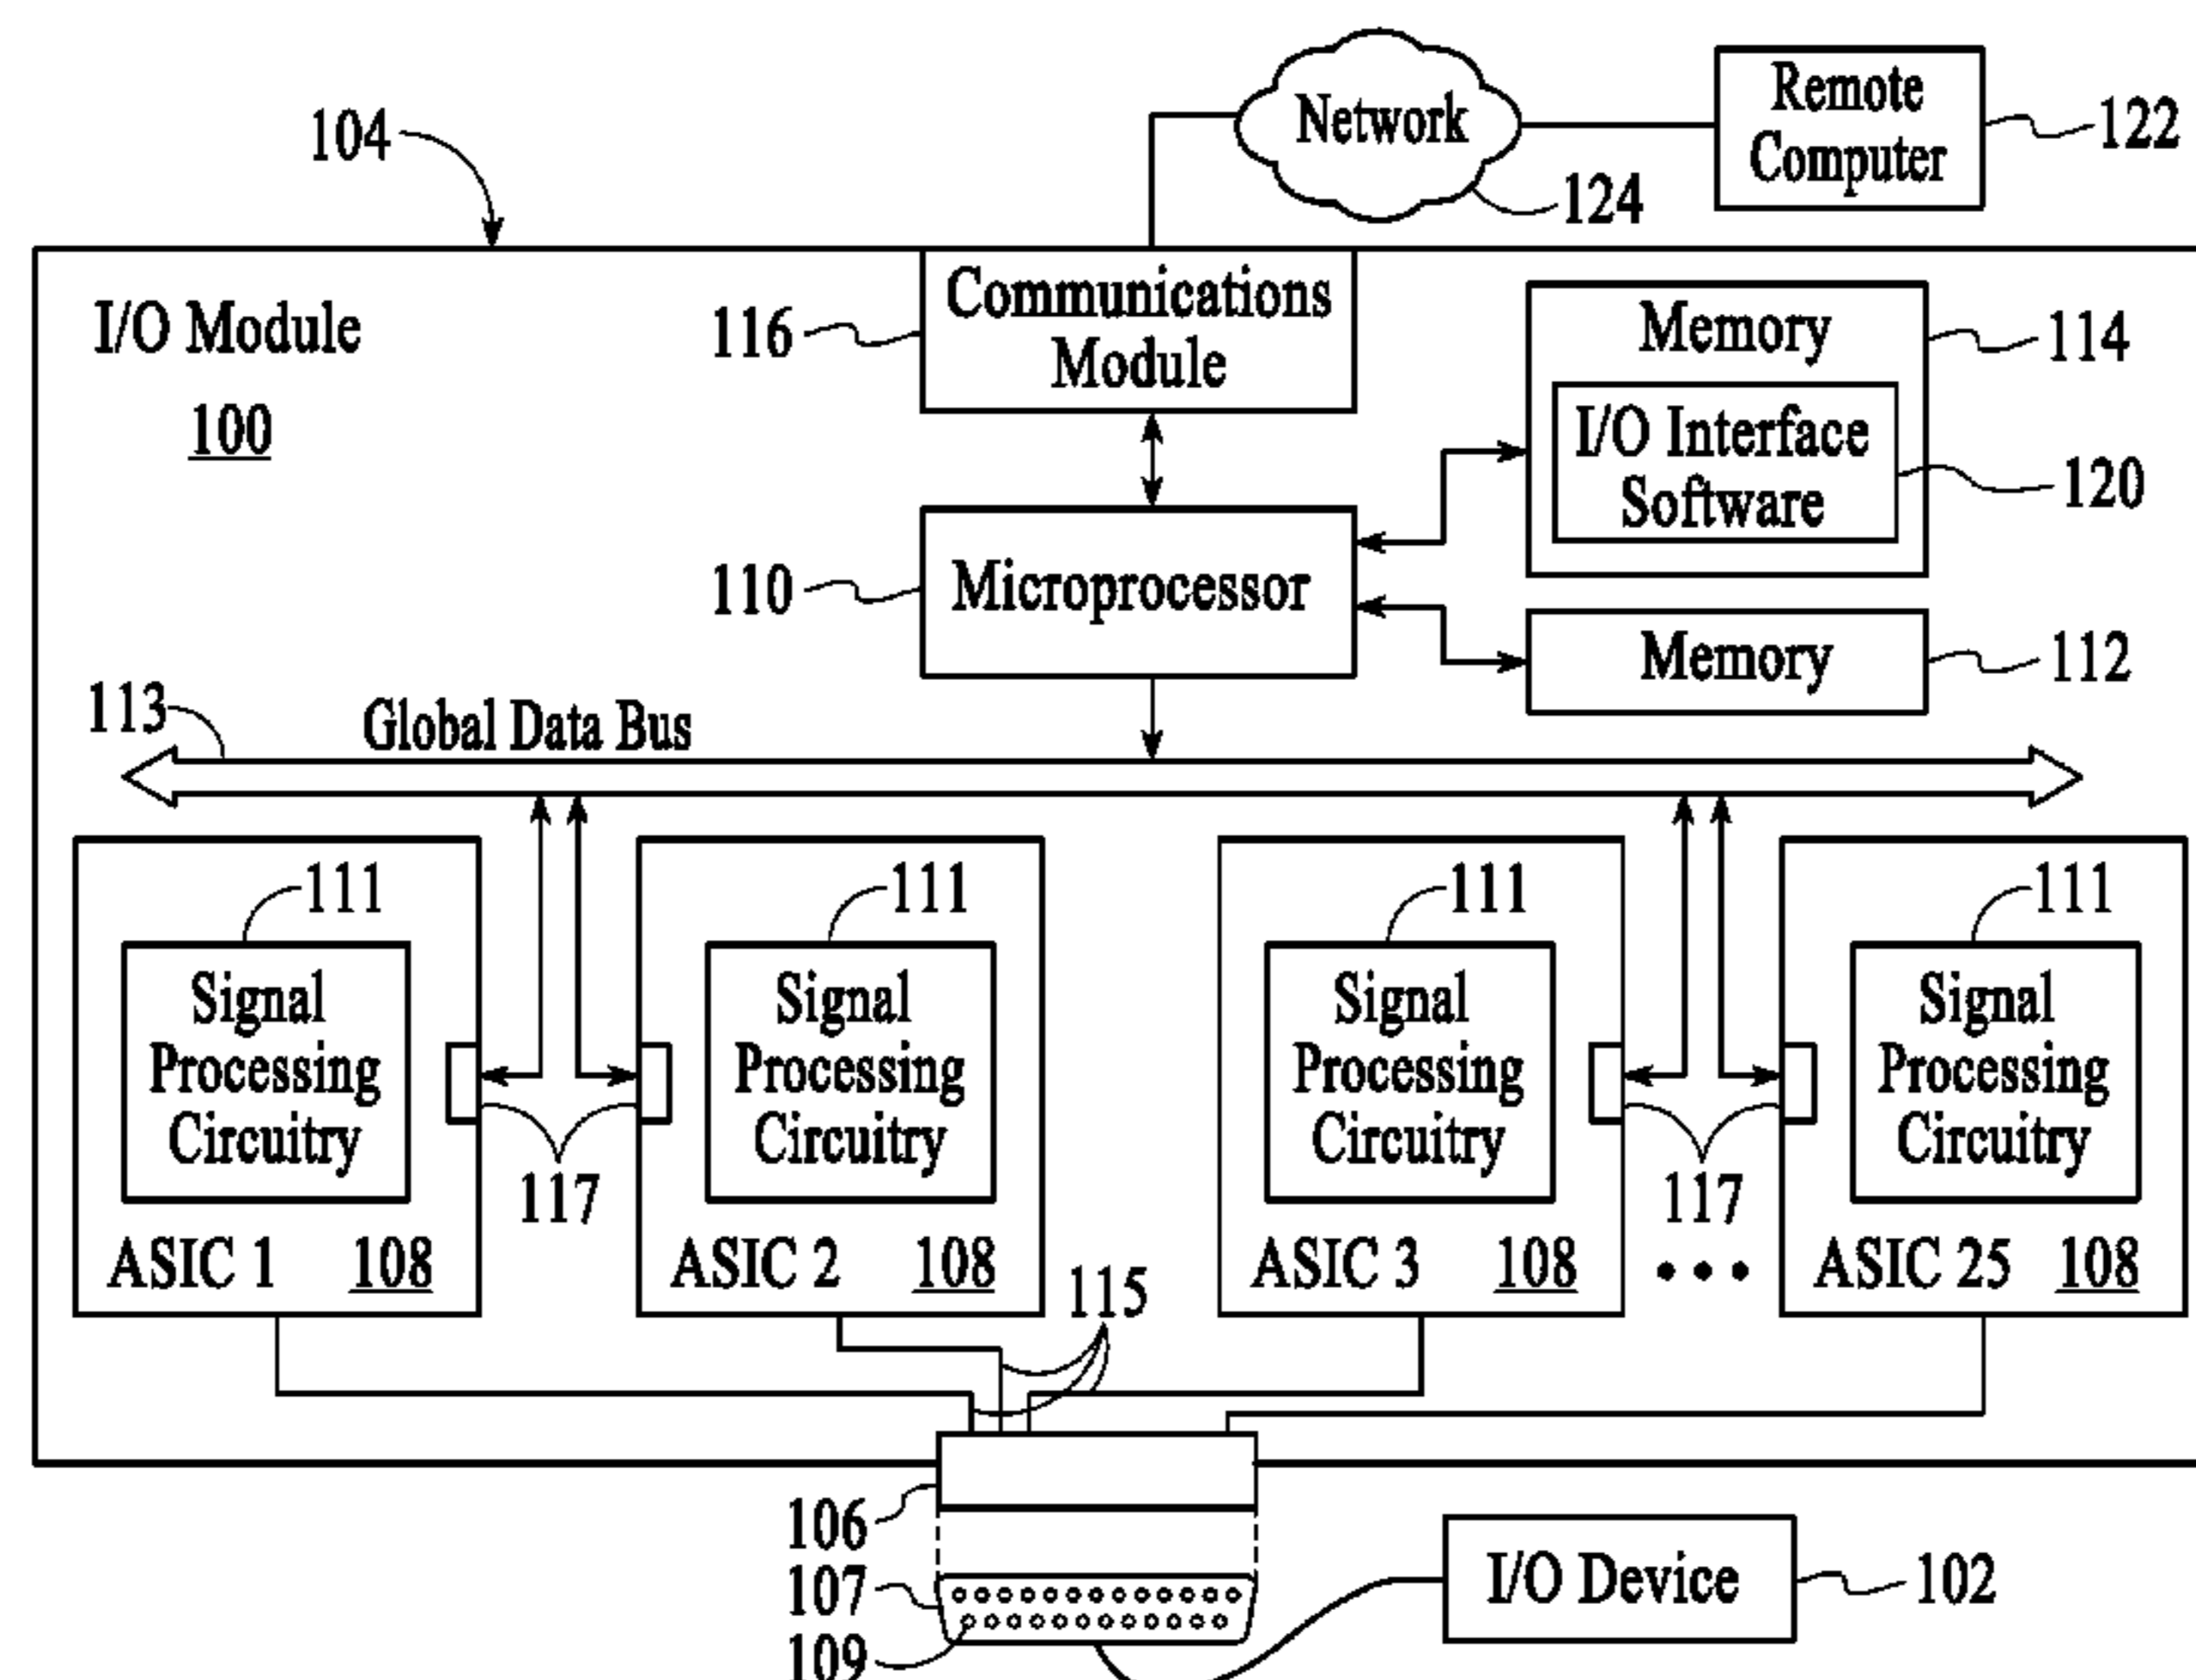 Network
Remote
Computer
122
124
104
I/O Module
100
116
Communications
Module
Memory
114
I/O Interface
Software
120
110
Microprocessor
Memory
112
113
Global Data Bus
111
111
111
111
Signal
Processing
Circuitry
Signal
Processing
Circuitry
Signal
Processing
Circuitry
Signal
Processing
Circuitry
117
117
ASIC 1
108
ASIC 2
108
ASIC 3
108
• • •
ASIC 25
108
115
106
107
109
I/O Device
102